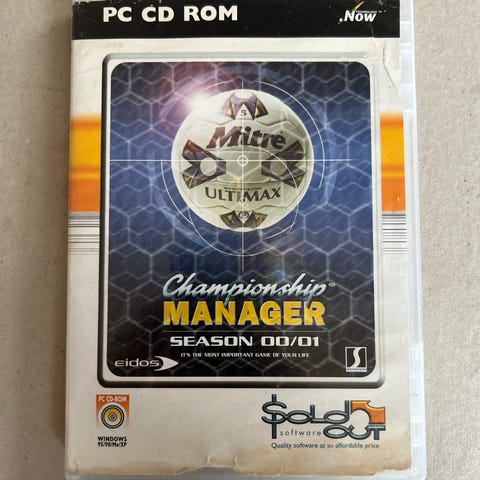 PC CD ROM
.Now
5
Mitre
ULTIMAX
Championship®
MANAGER
SEASON 00/01
IT'S THE MOST IMPORTANT GAME OF YOUR LIFE
eidos
S
PC CD-ROM
WINDOWS
95/98/Me/XP
Sold
software OUT
Quality software at an affordable price